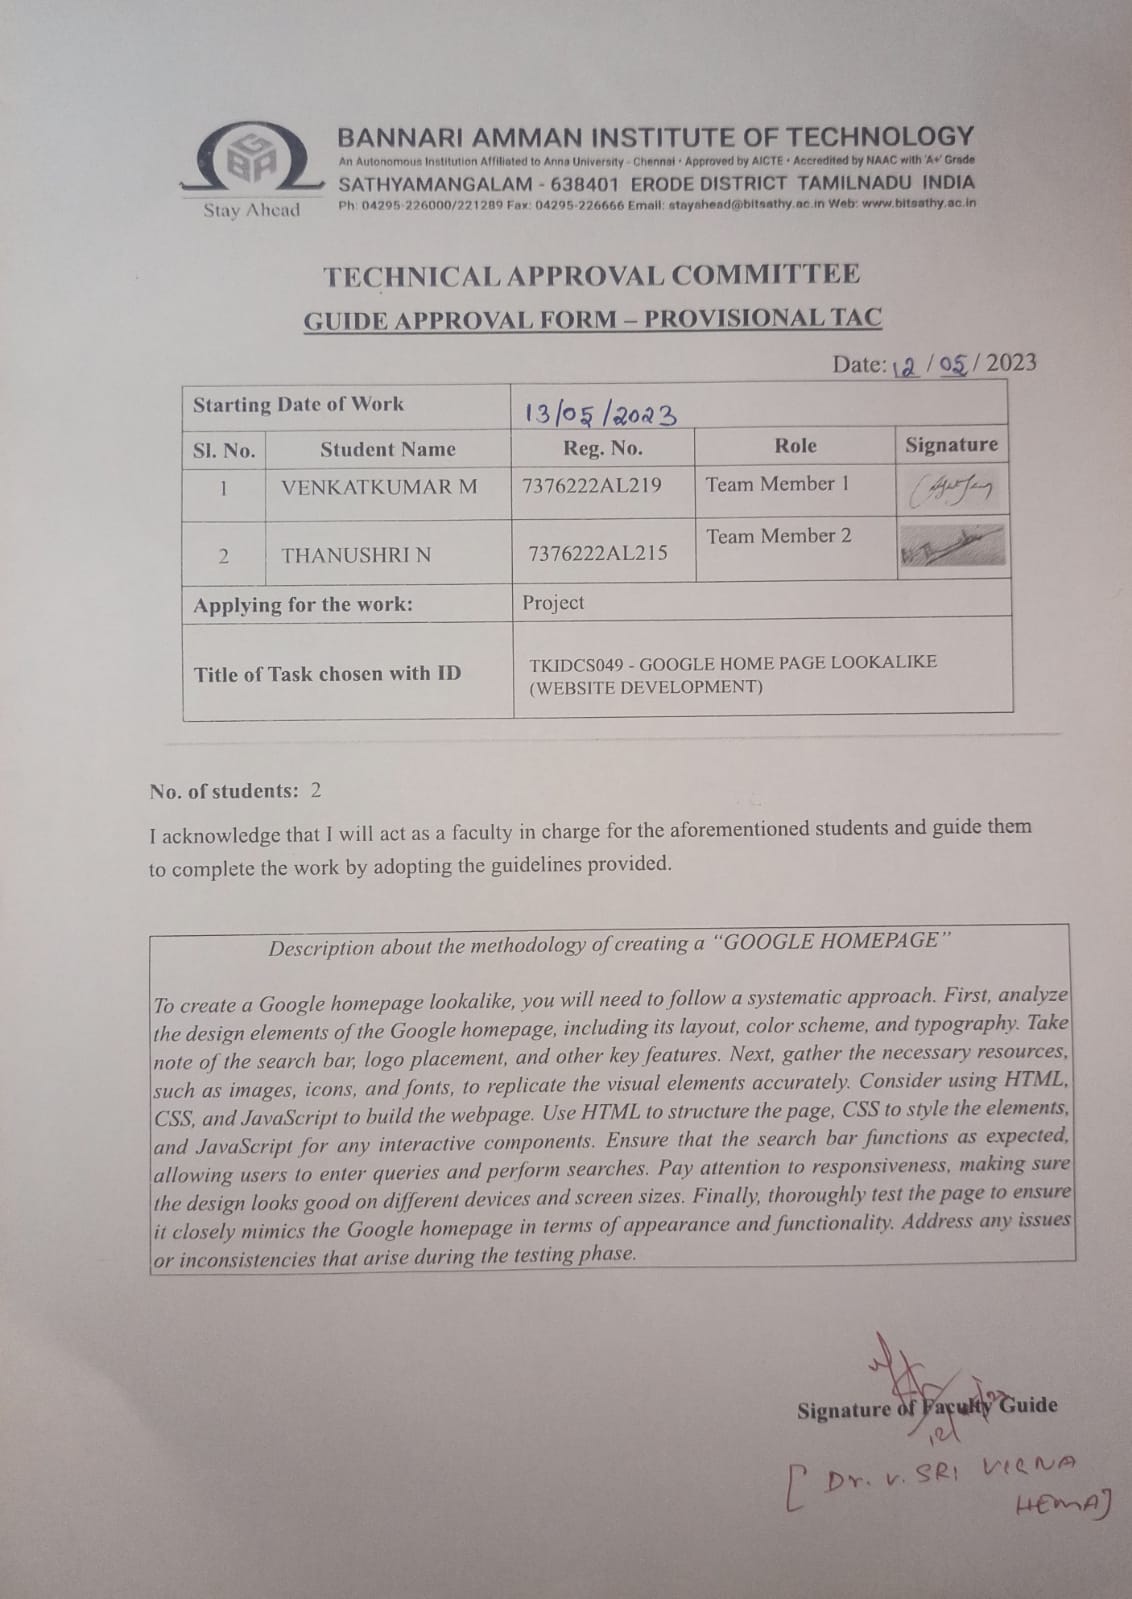 BANNARI AMMAN INSTITUTE OF TECHNOLOGY
An Autonomous Institution Affiliated to Anna University - Chennai • Approved by AICTE • Accredited by NAAC with 'A+' Grade
SATHYAMANGALAM - 638401 ERODE DISTRICT TAMILNADU INDIA
Stay Ahead
Ph: 04295-226000/221289 Fax: 04295-226666 Email: stayahead@bitsathy.ac.in Web: www.bitsathy.ac.in
TECHNICAL APPROVAL COMMITTEE
GUIDE APPROVAL FORM – PROVISIONAL TAC
Date: 12 / 05 / 2023
Starting Date of Work 13/05/2023
Sl. No. Student Name Reg. No. Role Signature
1 VENKATKUMAR M 7376222AL219 Team Member 1
2 THANUSHRI N 7376222AL215 Team Member 2
Applying for the work: Project
Title of Task chosen with ID TKIDCS049 - GOOGLE HOME PAGE LOOKALIKE
(WEBSITE DEVELOPMENT)
No. of students: 2
I acknowledge that I will act as a faculty in charge for the aforementioned students and guide them
to complete the work by adopting the guidelines provided.
Description about the methodology of creating a “GOOGLE HOMEPAGE”
To create a Google homepage lookalike, you will need to follow a systematic approach. First, analyze
the design elements of the Google homepage, including its layout, color scheme, and typography. Take
note of the search bar, logo placement, and other key features. Next, gather the necessary resources,
such as images, icons, and fonts, to replicate the visual elements accurately. Consider using HTML,
CSS, and JavaScript to build the webpage. Use HTML to structure the page, CSS to style the elements,
and JavaScript for any interactive components. Ensure that the search bar functions as expected,
allowing users to enter queries and perform searches. Pay attention to responsiveness, making sure
the design looks good on different devices and screen sizes. Finally, thoroughly test the page to ensure
it closely mimics the Google homepage in terms of appearance and functionality. Address any issues
or inconsistencies that arise during the testing phase.
Signature of Faculty Guide
[ Dr. V. SRI VIGNA
HEMA]